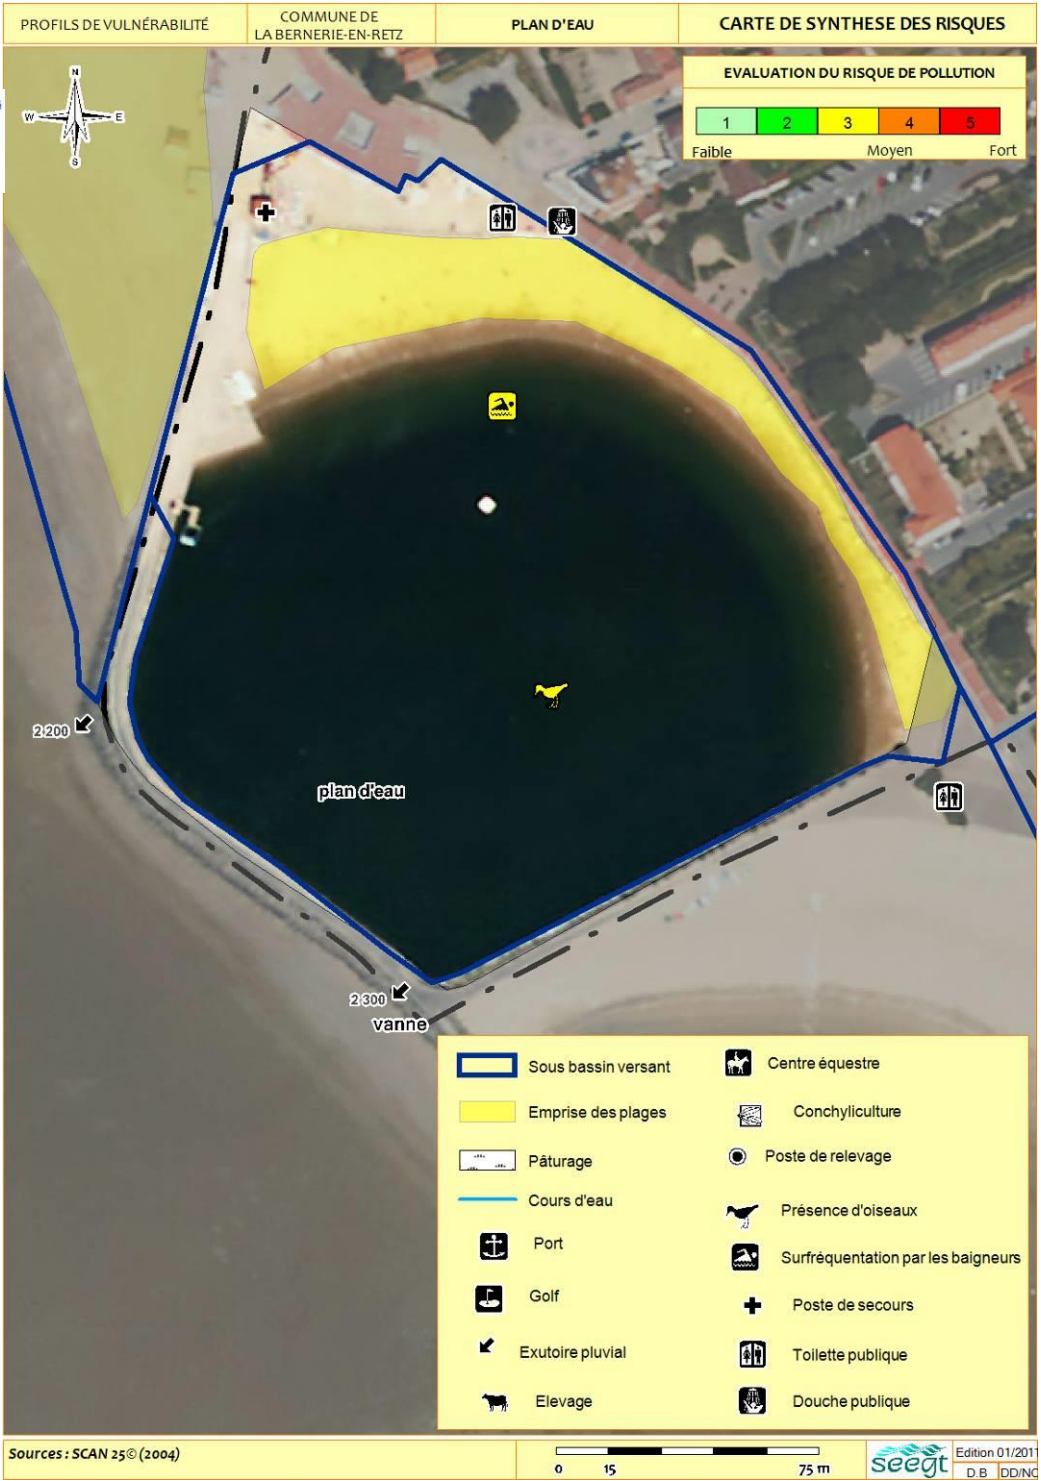 PROFILS DE VULNÉRABILITÉ
COMMUNE DE
LA BERNERIE-EN-RETZ
PLAN D'EAU
CARTE DE SYNTHESE DES RISQUES
N
W
E
S
EVALUATION DU RISQUE DE POLLUTION
1 2 3 4 5
Faible Moyen Fort
2 200
plan d'eau
2 300
vanne
Sous bassin versant
Emprise des plages
Pâturage
Cours d'eau
Port
Golf
Exutoire pluvial
Elevage
Centre équestre
Conchyliculture
Poste de relevage
Présence d'oiseaux
Surfréquentation par les baigneurs
Poste de secours
Toilette publique
Douche publique
Sources : SCAN 25© (2004)
0 15 75 m
seegt
Edition 01/2011
D.B DD/NC